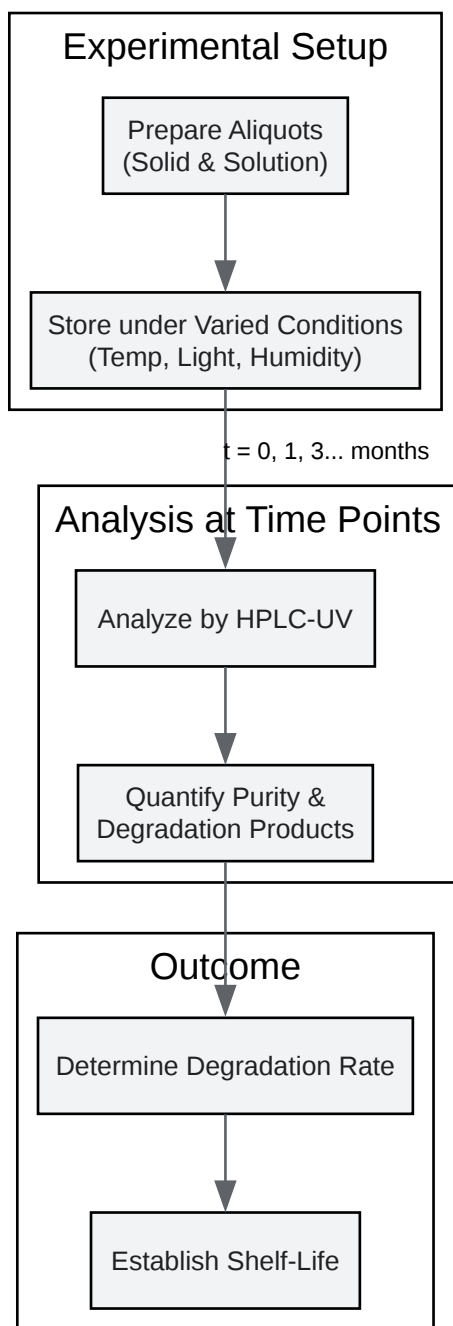 Experimental Setup
Prepare Aliquots
(Solid & Solution)
Store under Varied Conditions
(Temp, Light, Humidity)
t = 0, 1, 3... months
Analysis at Time Points
Analyze by HPLC-UV
Quantify Purity &
Degradation Products
Outcome
Determine Degradation Rate
Establish Shelf-Life